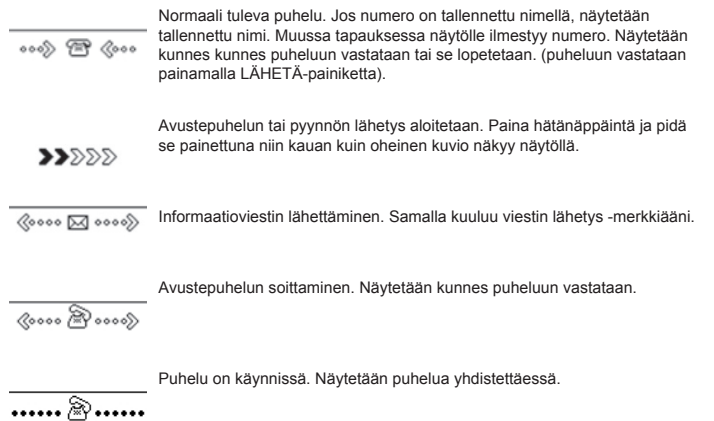 Normaali tuleva puhelu. Jos numero on tallennettu nimellä, näytetään
tallennettu nimi. Muussa tapauksessa näytölle ilmestyy numero. Näytetään
kunnes kunnes puheluun vastataan tai se lopetetaan. (puheluun vastataan
painamalla LÄHETÄ-painiketta).
Avustepuhelun tai pyynnön lähetys aloitetaan. Paina hätänäppäintä ja pidä
se painettuna niin kauan kuin oheinen kuvio näkyy näytöllä.
Informaatioviestin lähettäminen. Samalla kuuluu viestin lähetys -merkkiääni.
Avustepuhelun soittaminen. Näytetään kunnes puheluun vastataan.
Puhelu on käynnissä. Näytetään puhelua yhdistettäessä.